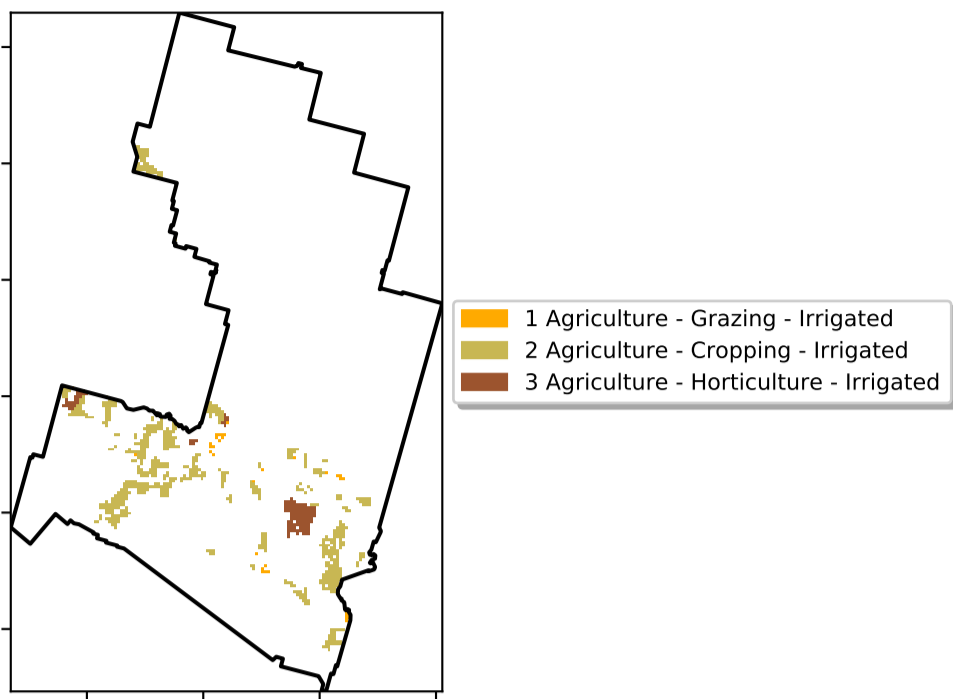 1 Agriculture - Grazing - Irrigated
2 Agriculture - Cropping - Irrigated
3 Agriculture - Horticulture - Irrigated